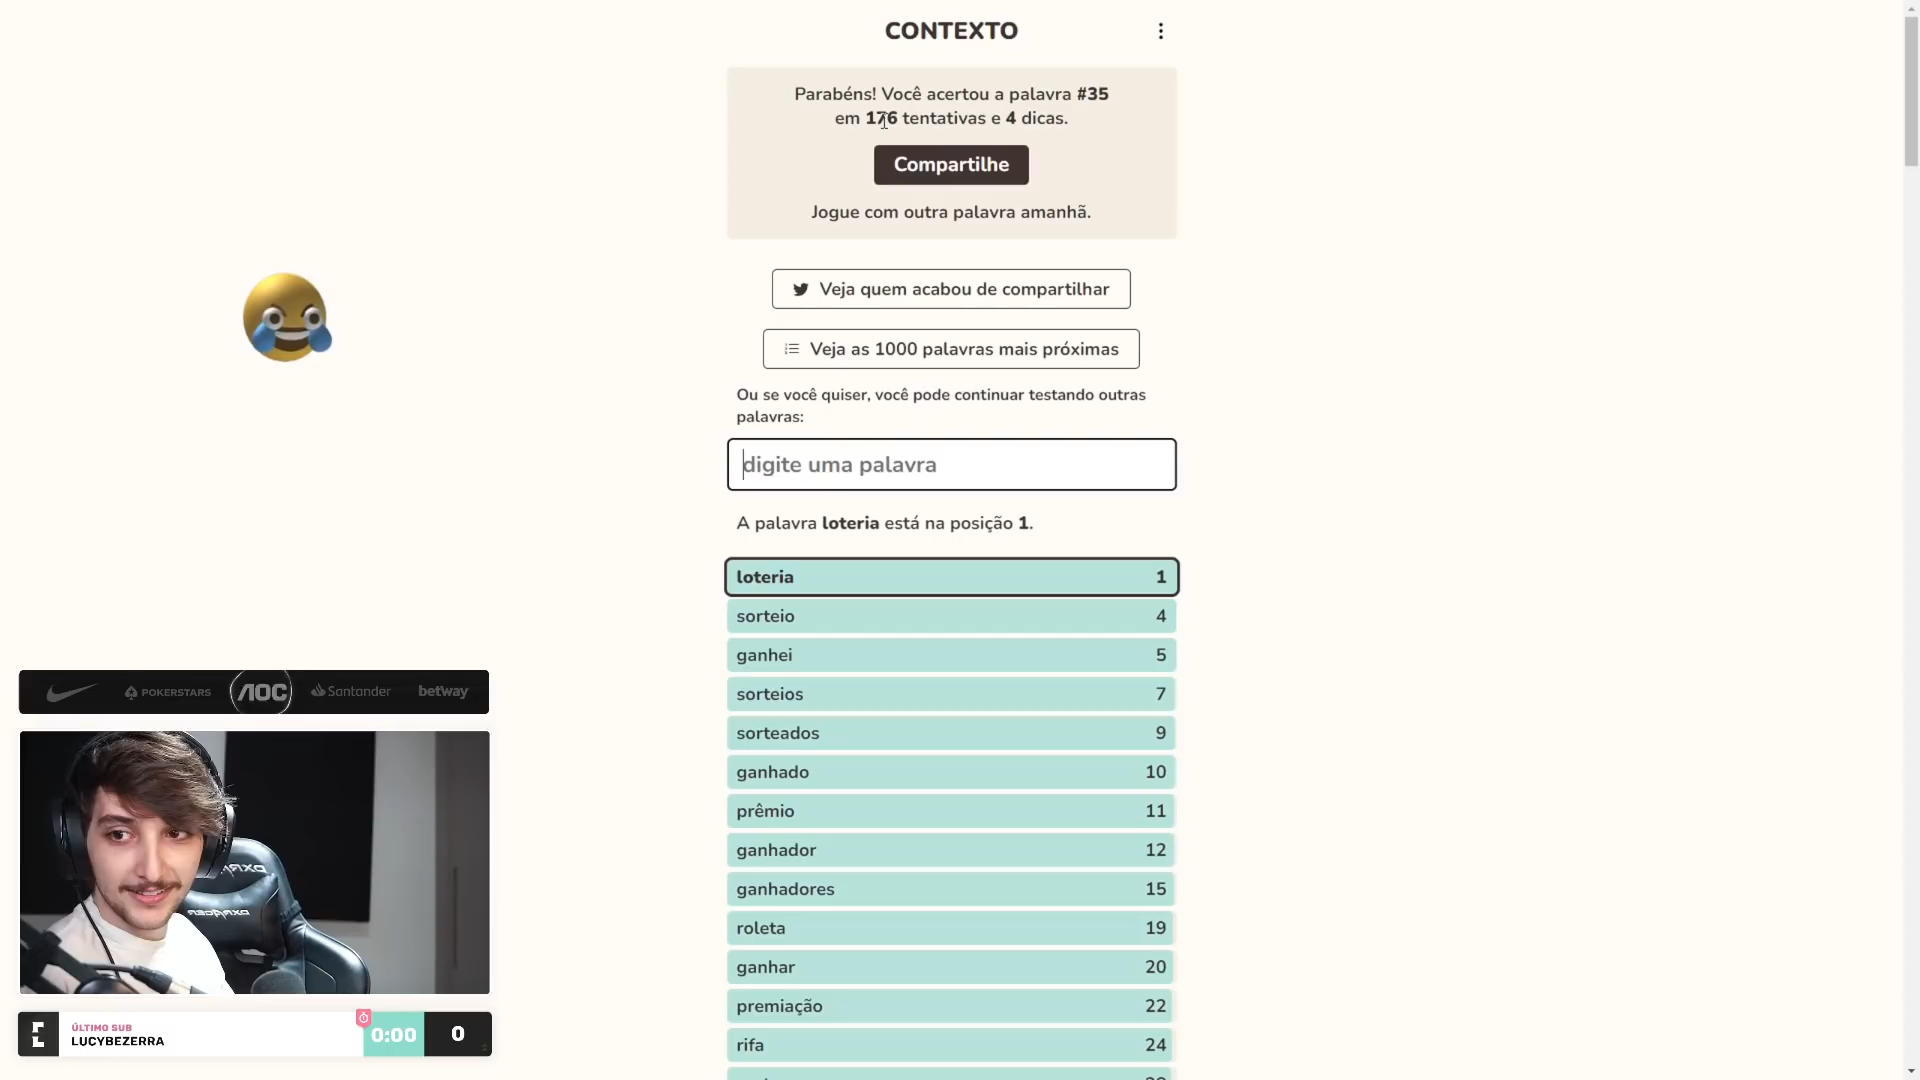 CONTEXTO
Parabéns! Você acertou a palavra #35
em 176 tentativas e 4 dicas.
Compartilhe
Jogue com outra palavra amanhã.
Veja quem acabou de compartilhar
Veja as 1000 palavras mais próximas
Ou se você quiser, você pode continuar testando outras
palavras:
digite uma palavra
A palavra loteria está na posição 1.
loteria 1
sorteio 4
ganhei 5
sorteios 7
sorteados 9
ganhado 10
prêmio 11
ganhador 12
ganhadores 15
roleta 19
ganhar 20
premiação 22
rifa 24
POKERSTARS AOC Santander betway
ÚLTIMO SUB
LUCYBEZERRA
0:00 0